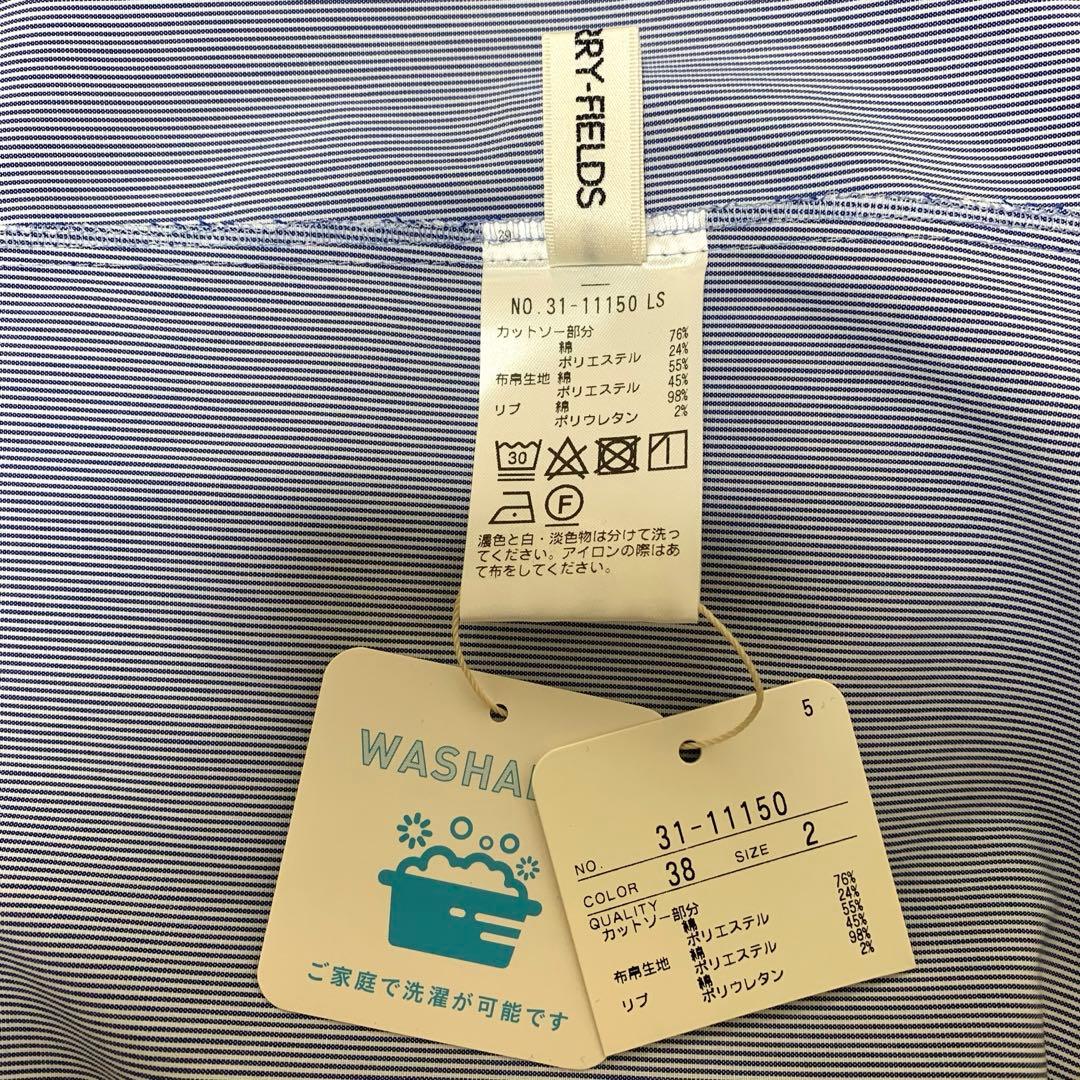 RRY-FIELDS
29
NO.31-11150 LS
カットソー部分
綿 76%
ポリエステル 24%
布帛生地 綿 55%
ポリエステル 45%
リブ 綿 98%
ポリウレタン 2%
30
F
濃色と白・淡色物は分けて洗っ
てください。アイロンの際はあ
て布をしてください。
WASHAB
ご家庭で洗濯が可能です
5
NO. 31-11150
COLOR 38 SIZE 2
QUALITY
カットソー部分
綿 76%
ポリエステル 24%
布帛生地 綿 55%
ポリエステル 45%
リブ 綿 98%
ポリウレタン 2%